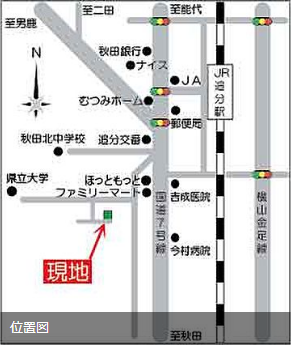 至二田
至能代
至男鹿
N
秋田銀行
ナイス
JA
JR追分駅
むつみホーム
郵便局
秋田北中学校
追分交番
県立大学
ほっともっと
ファミリーマート
吉成医院
国道7号線
横山金足線
現地
今村病院
位置図
至秋田